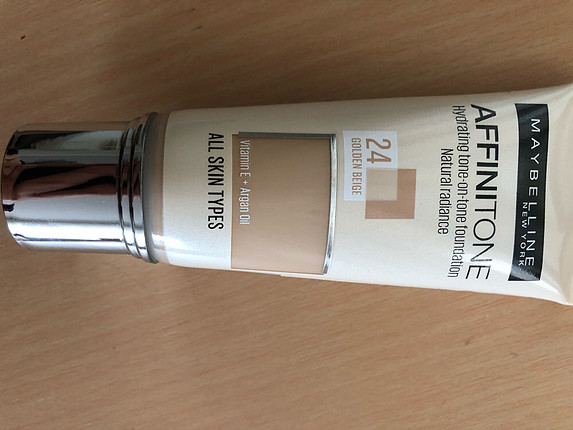 MAYBELLINE
NEW YORK
AFFINITONE
Hydrating tone-on-tone foundation
Natural radiance
24
GOLDEN BEIGE
Vitamin E + Argan Oil
ALL SKIN TYPES